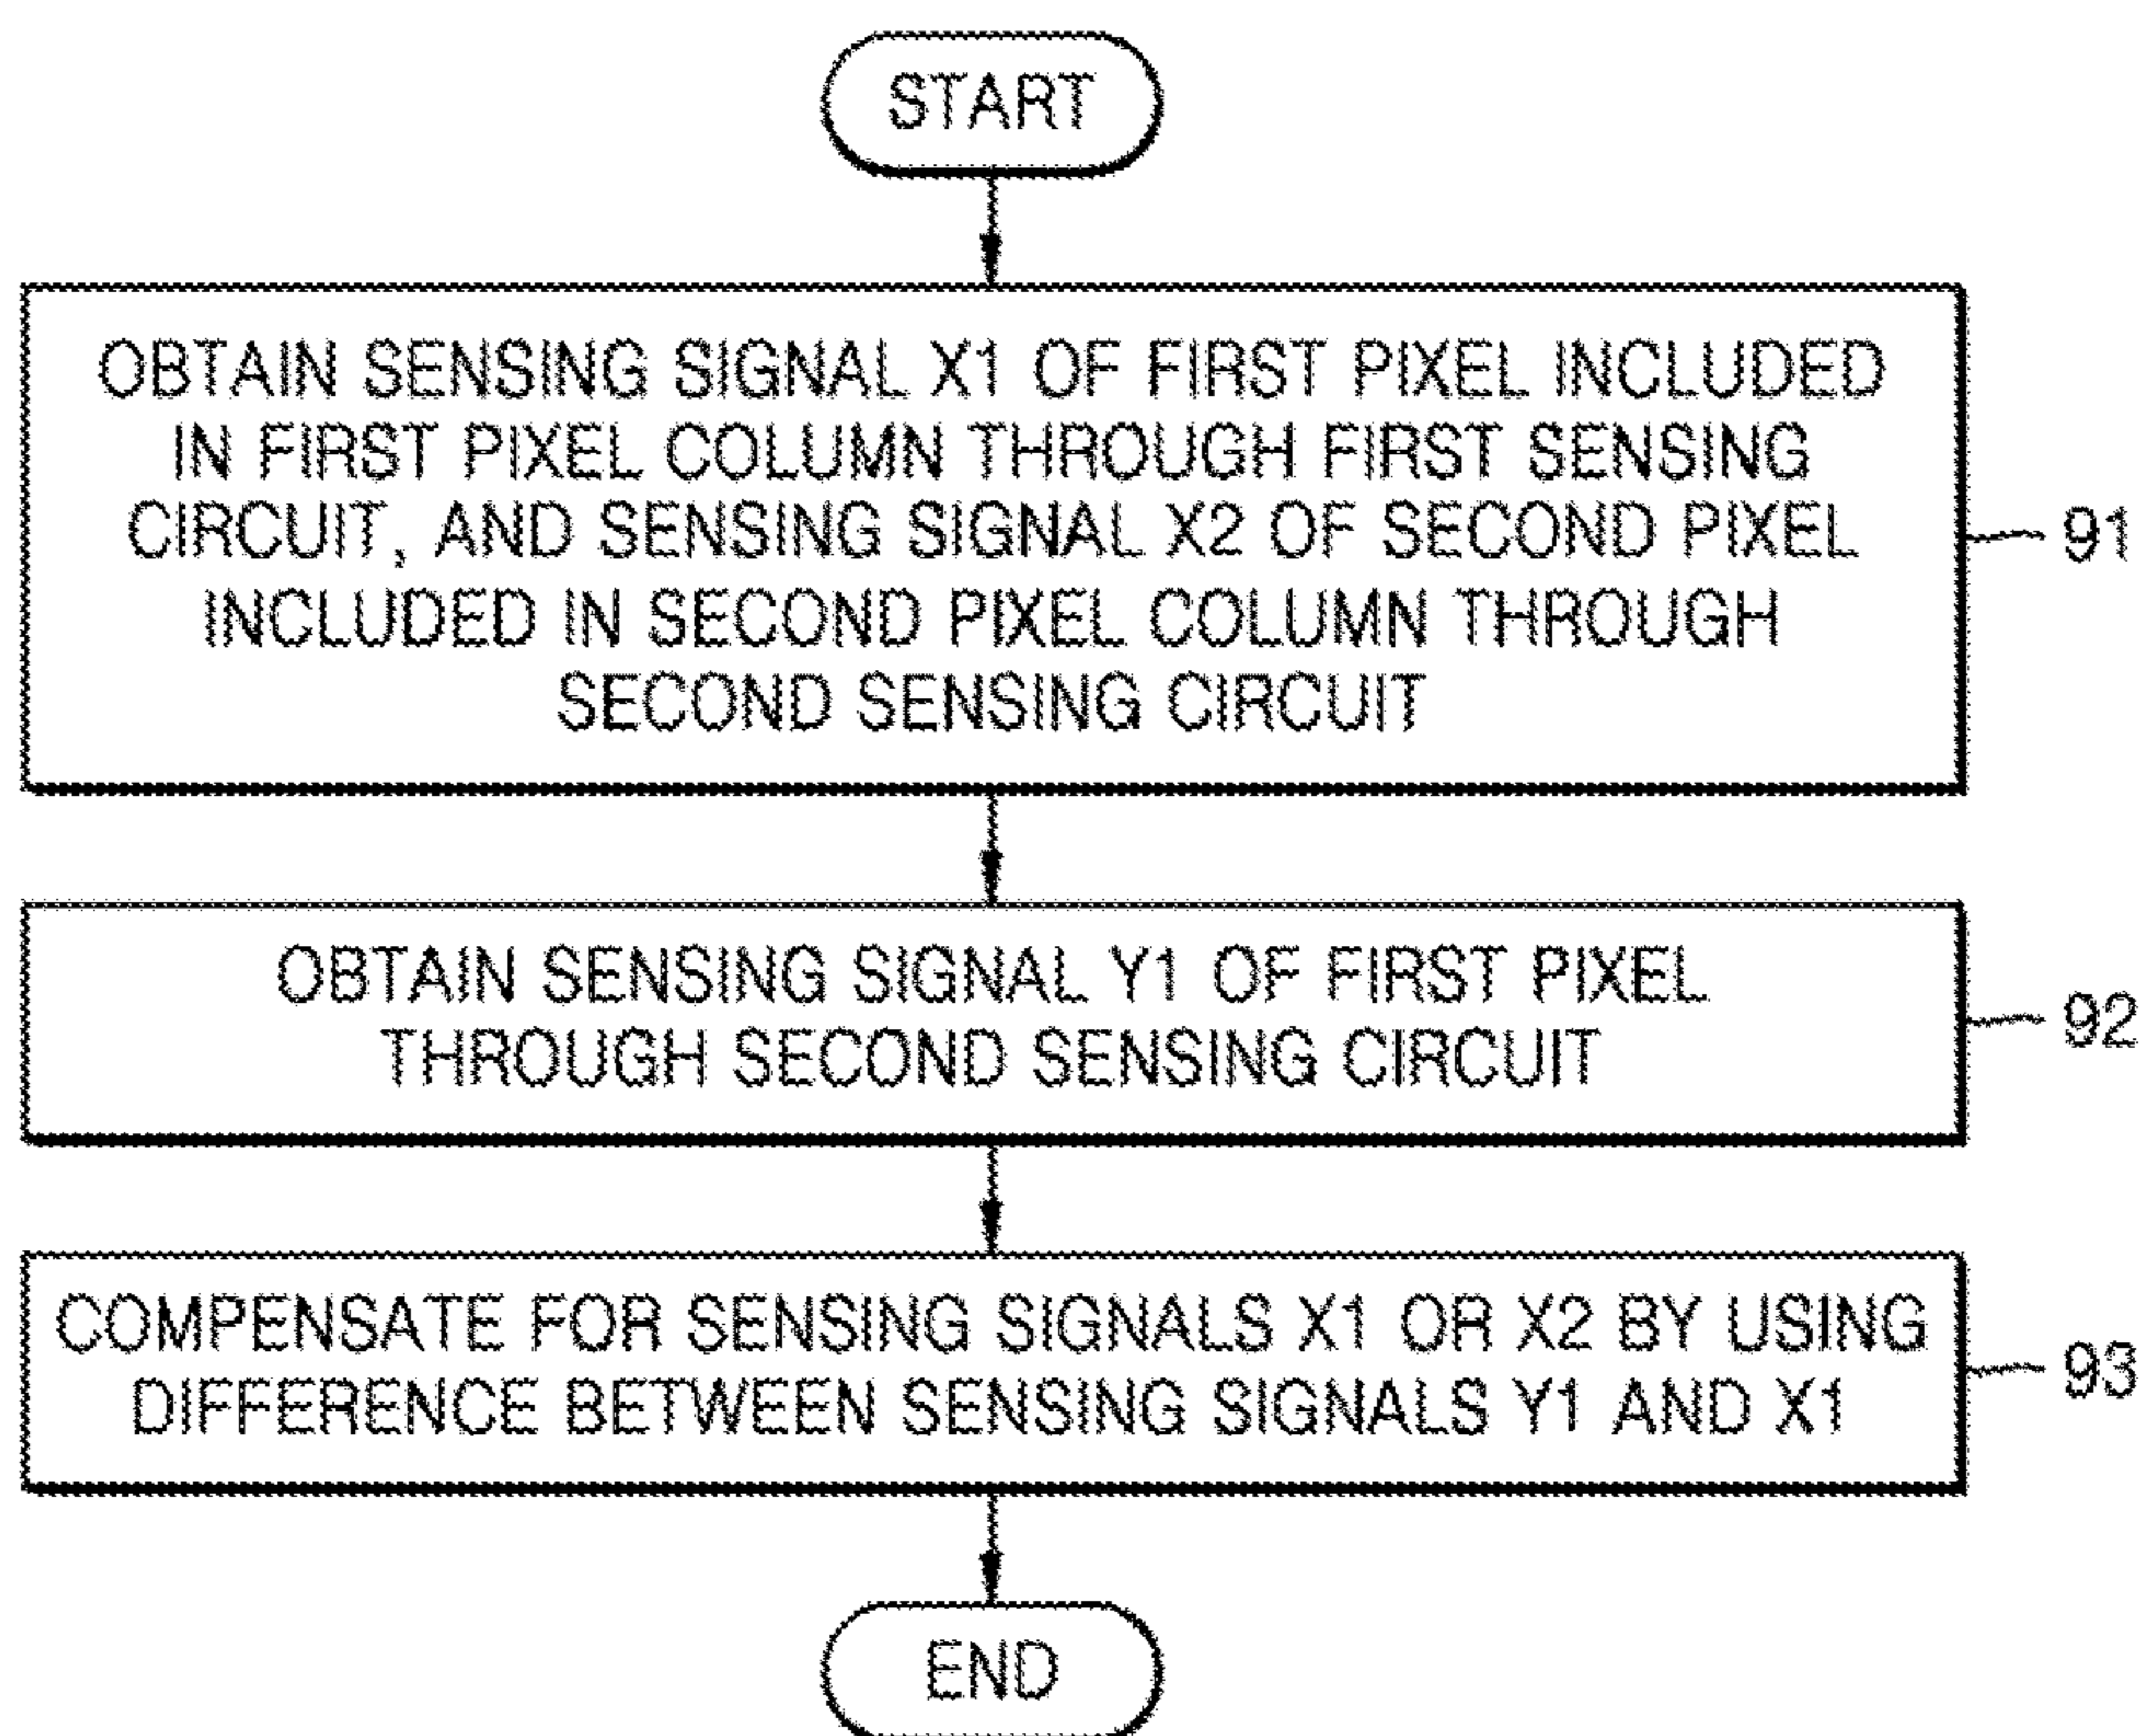 START
OBTAIN SENSING SIGNAL X1 OF FIRST PIXEL INCLUDED
IN FIRST PIXEL COLUMN THROUGH FIRST SENSING
CIRCUIT, AND SENSING SIGNAL X2 OF SECOND PIXEL
INCLUDED IN SECOND PIXEL COLUMN THROUGH
SECOND SENSING CIRCUIT
91
OBTAIN SENSING SIGNAL Y1 OF FIRST PIXEL
THROUGH SECOND SENSING CIRCUIT
92
COMPENSATE FOR SENSING SIGNALS X1 OR X2 BY USING
DIFFERENCE BETWEEN SENSING SIGNALS Y1 AND X1
93
END